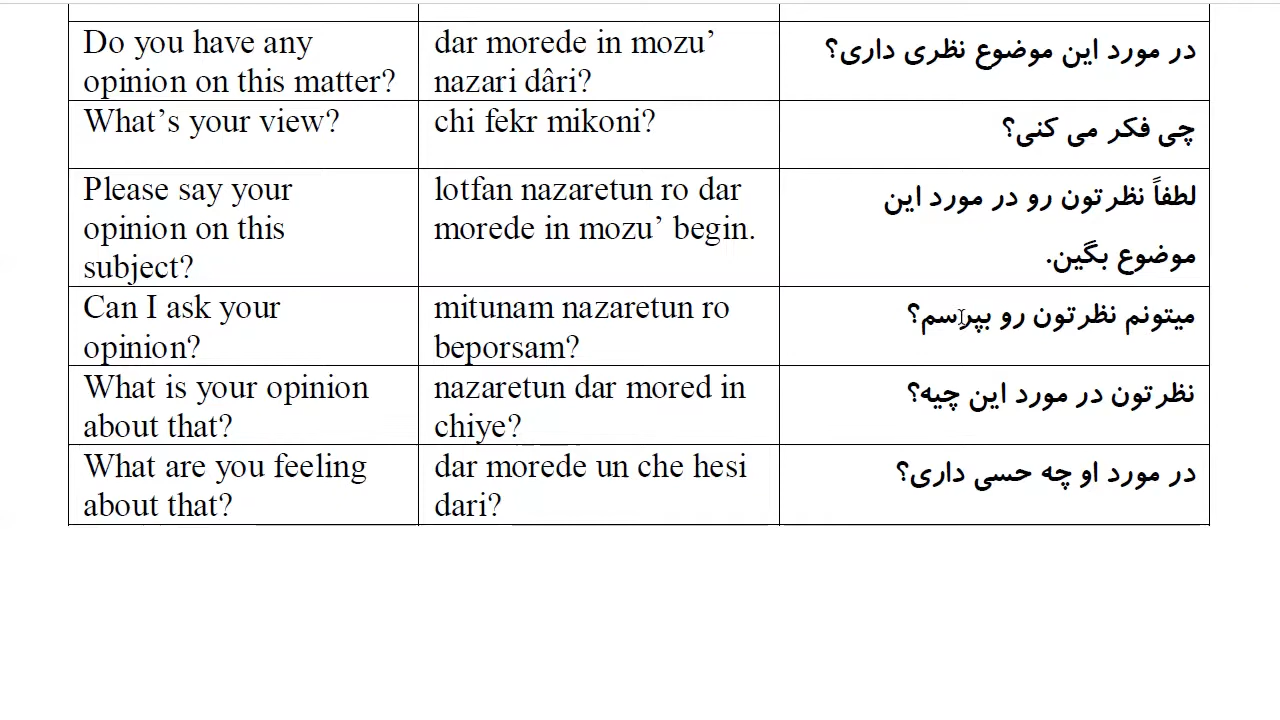 Do you have any
opinion on this matter?
dar morede in mozu’
nazari dâri?
در مورد این موضوع نظری داری؟
What’s your view?
chi fekr mikoni?
چی فکر می کنی؟
Please say your
opinion on this
subject?
lotfan nazaretun ro dar
morede in mozu’ begin.
لطفاً نظرتون رو در مورد این
موضوع بگین.
Can I ask your
opinion?
mitunam nazaretun ro
beporsam?
میتونم نظرتون رو بپرسم؟
What is your opinion
about that?
nazaretun dar mored in
chiye?
نظرتون در مورد این چیه؟
What are you feeling
about that?
dar morede un che hesi
dari?
در مورد او چه حسی داری؟